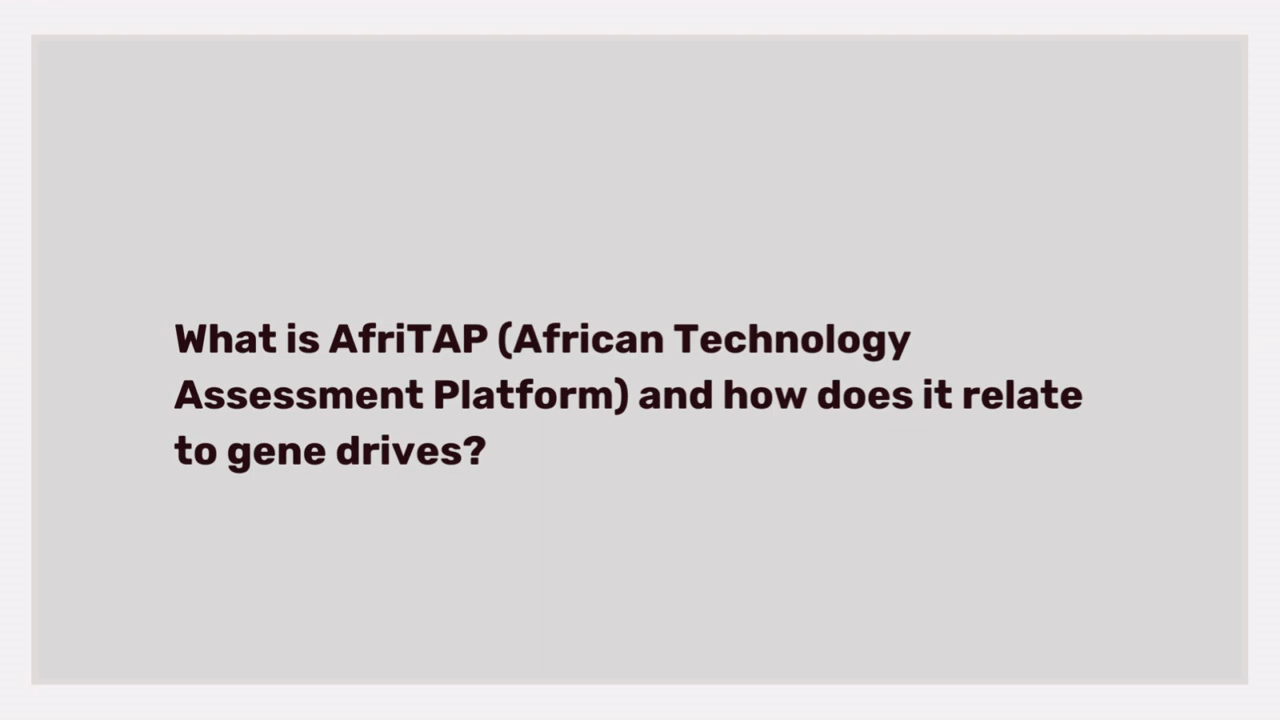 What is AfriTAP (African Technology
Assessment Platform) and how does it relate
to gene drives?